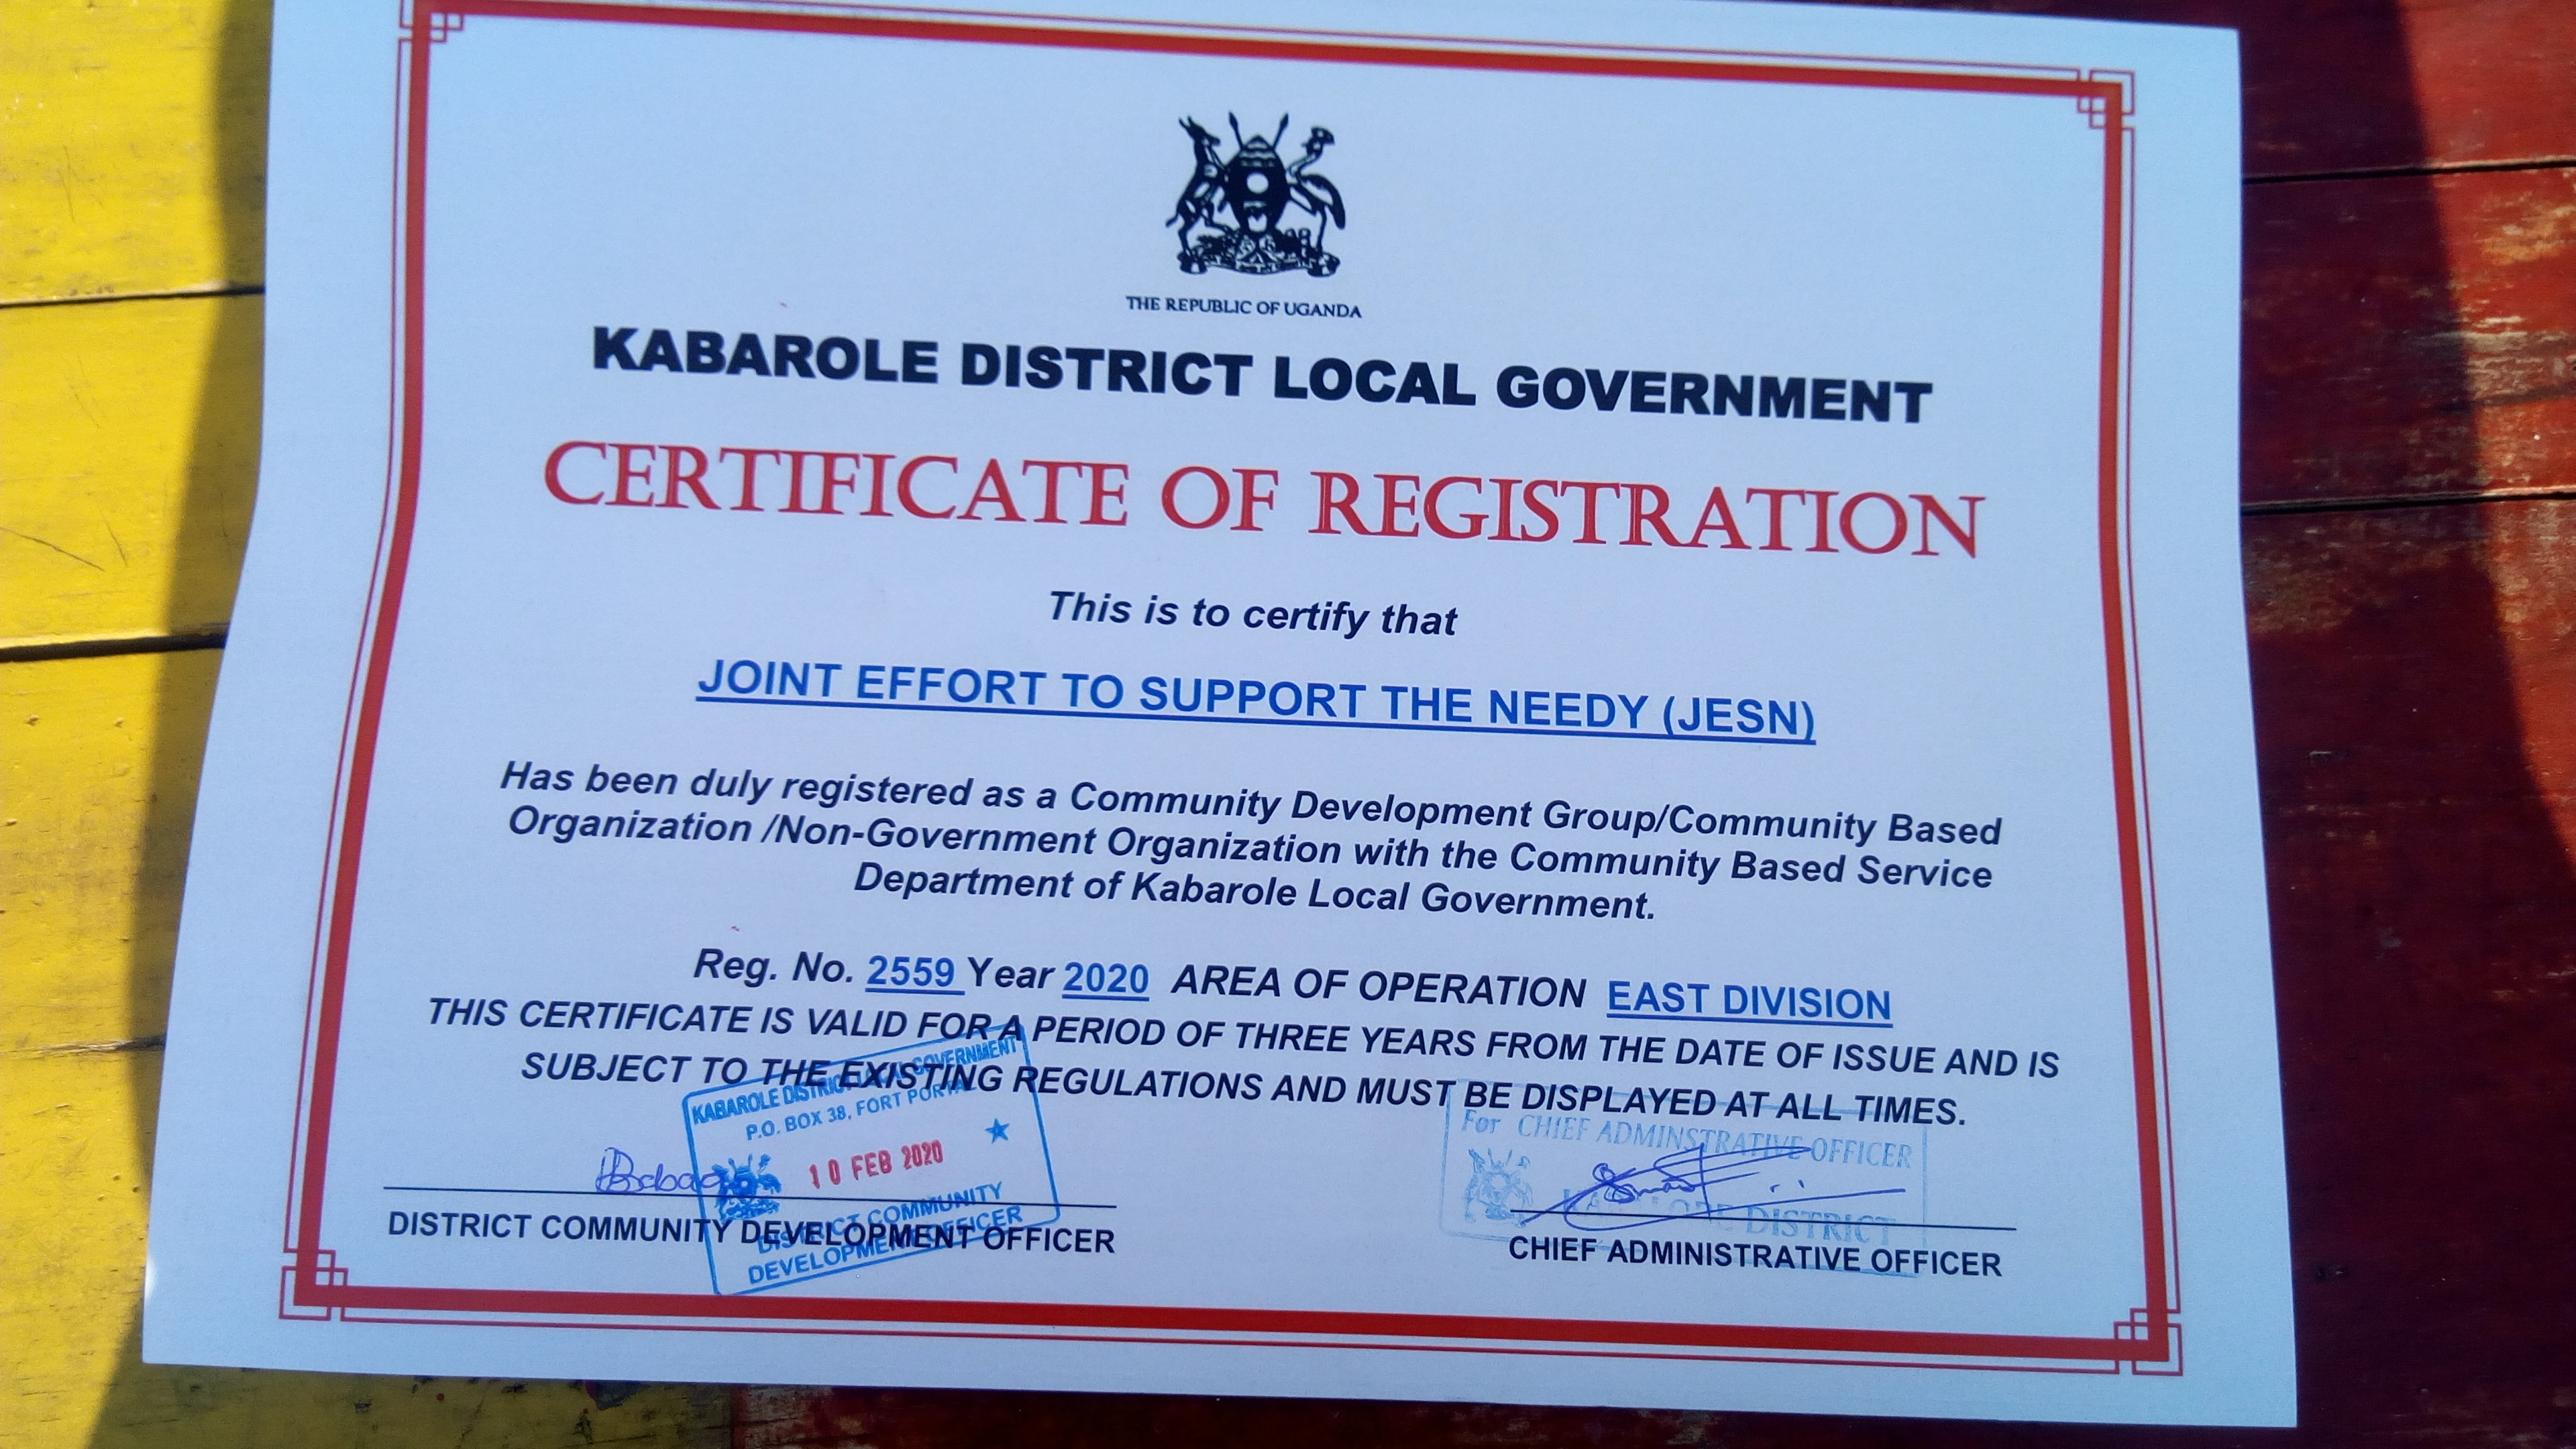 THE REPUBLIC OF UGANDA
KABAROLE DISTRICT LOCAL GOVERNMENT
CERTIFICATE OF REGISTRATION
This is to certify that
JOINT EFFORT TO SUPPORT THE NEEDY (JESN)
Has been duly registered as a Community Development Group/Community Based
Organization /Non-Government Organization with the Community Based Service
Department of Kabarole Local Government.
Reg. No. 2559 Year 2020 AREA OF OPERATION EAST DIVISION
THIS CERTIFICATE IS VALID FOR A PERIOD OF THREE YEARS FROM THE DATE OF ISSUE AND IS
SUBJECT TO THE EXISTING REGULATIONS AND MUST BE DISPLAYED AT ALL TIMES.
KABAROLE DISTRICT LOCAL GOVERNMENT
P.O. BOX 38, FORT PORTAL
10 FEB 2020
DISTRICT COMMUNITY
DEVELOPMENT OFFICER
DISTRICT COMMUNITY DEVELOPMENT OFFICER
For CHIEF ADMINSTRATIVE OFFICER
KABAROLE DISTRICT
CHIEF ADMINISTRATIVE OFFICER